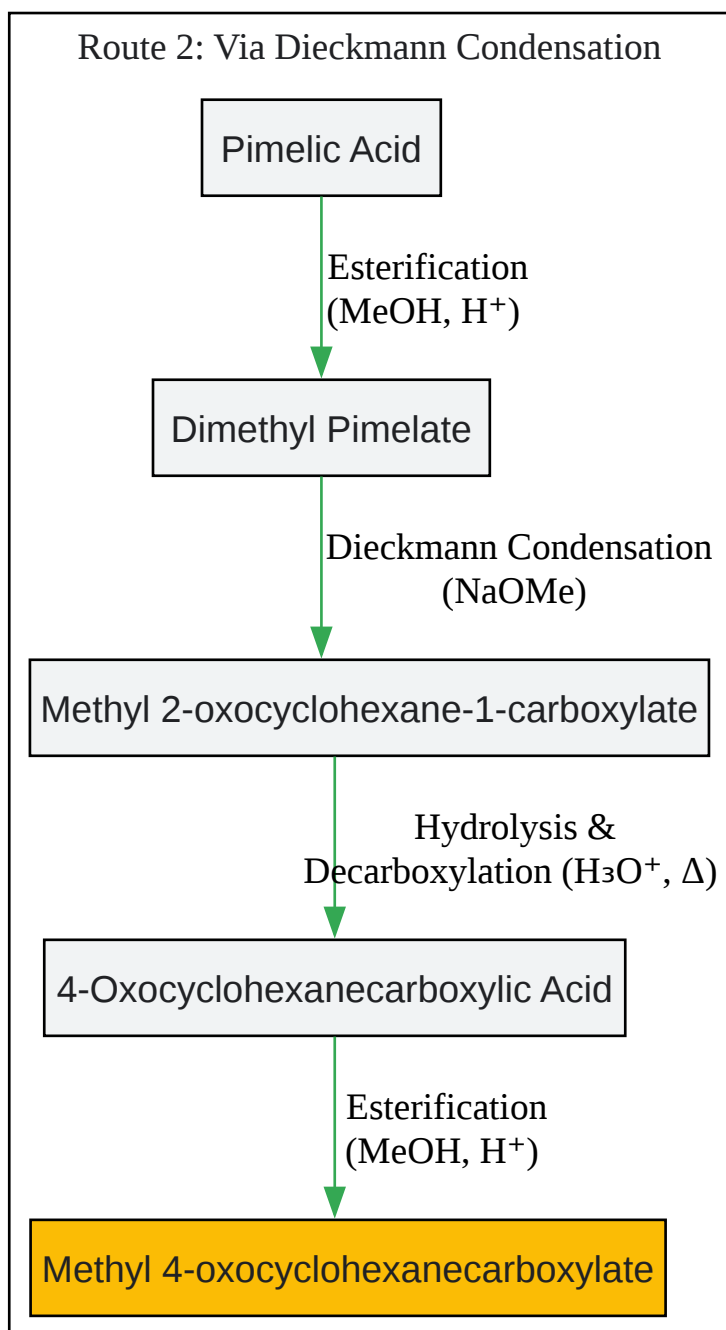 Route 2: Via Dieckmann Condensation
Pimelic Acid
Esterification
(MeOH, H⁺)
Dimethyl Pimelate
Dieckmann Condensation
(NaOMe)
Methyl 2-oxocyclohexane-1-carboxylate
Hydrolysis &
Decarboxylation (H₃O⁺, Δ)
4-Oxocyclohexanecarboxylic Acid
Esterification
(MeOH, H⁺)
Methyl 4-oxocyclohexanecarboxylate